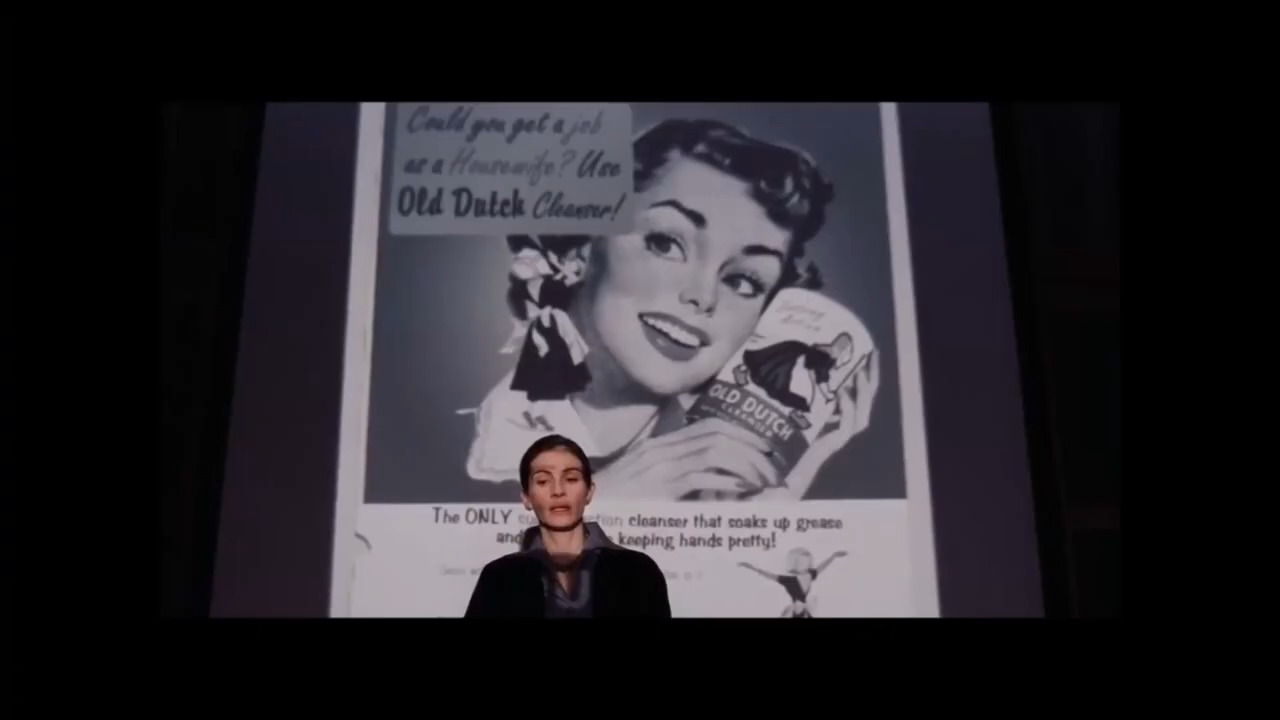 Could you get a job
as a Housewife? Use
Old Dutch Cleanser!
OLD DUTCH
CLEANSER
The ONLY cleanser that soaks up grease
and keeping hands pretty!